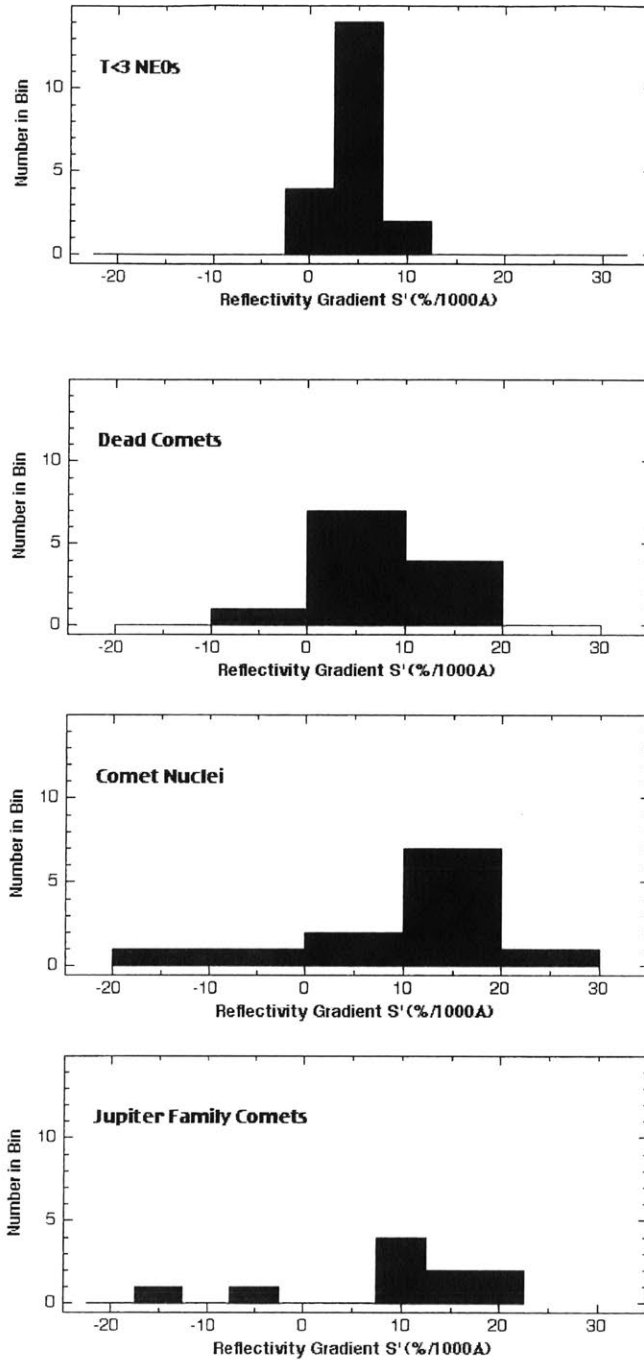 T<3 NEOs
Number in Bin
10
5
0
-20 -10 0 10 20 30
Reflectivity Gradient S'(%/1000A)
Dead Comets
Number in Bin
10
5
0
-20 -10 0 10 20 30
Reflectivity Gradient S'(%/1000A)
Comet Nuclei
Number in Bin
10
5
0
-20 -10 0 10 20 30
Reflectivity Gradient S'(%/1000A)
Jupiter Family Comets
Number in Bin
10
5
0
-20 -10 0 10 20 30
Reflectivity Gradient S'(%/1000A)